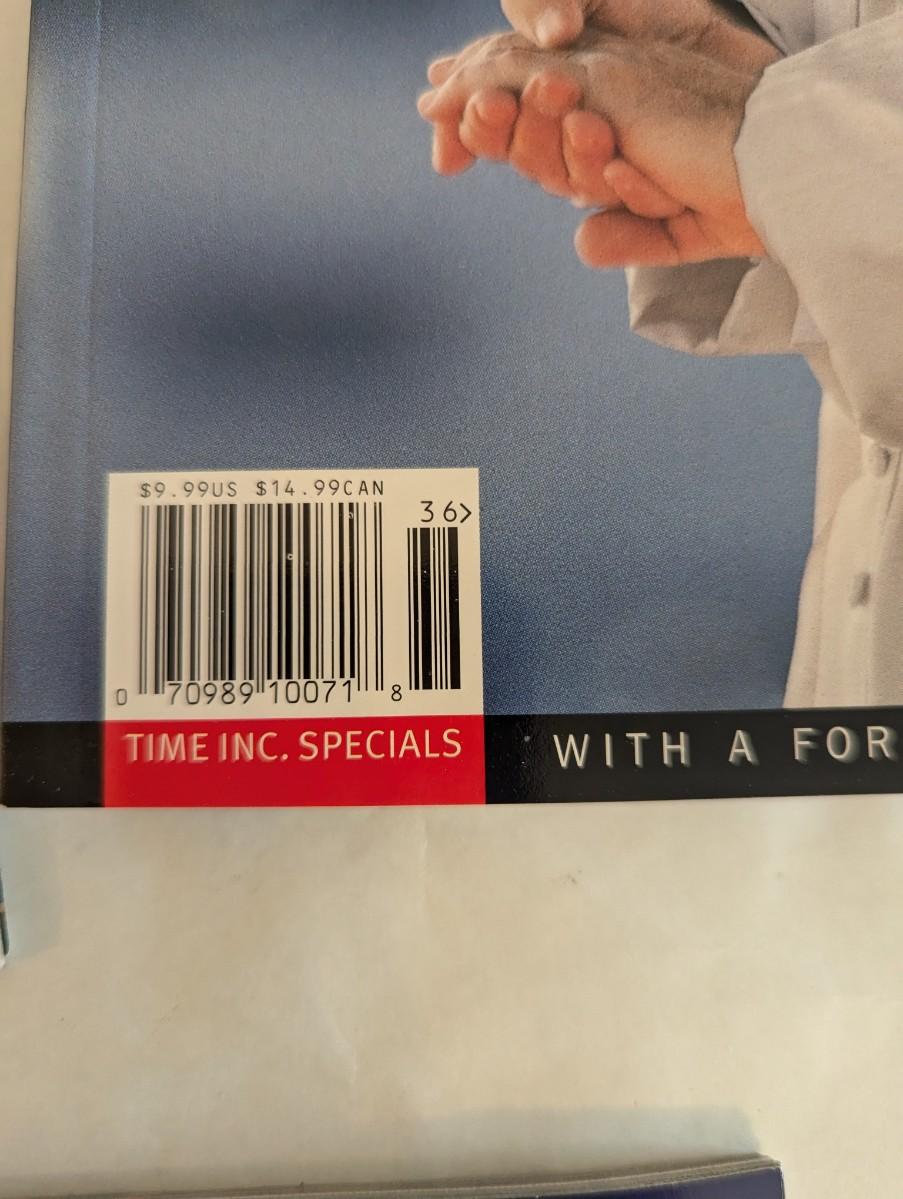 $9.99US $14.99CAN
36>
0 70989 10071 8
TIME INC. SPECIALS
WITH A FOR